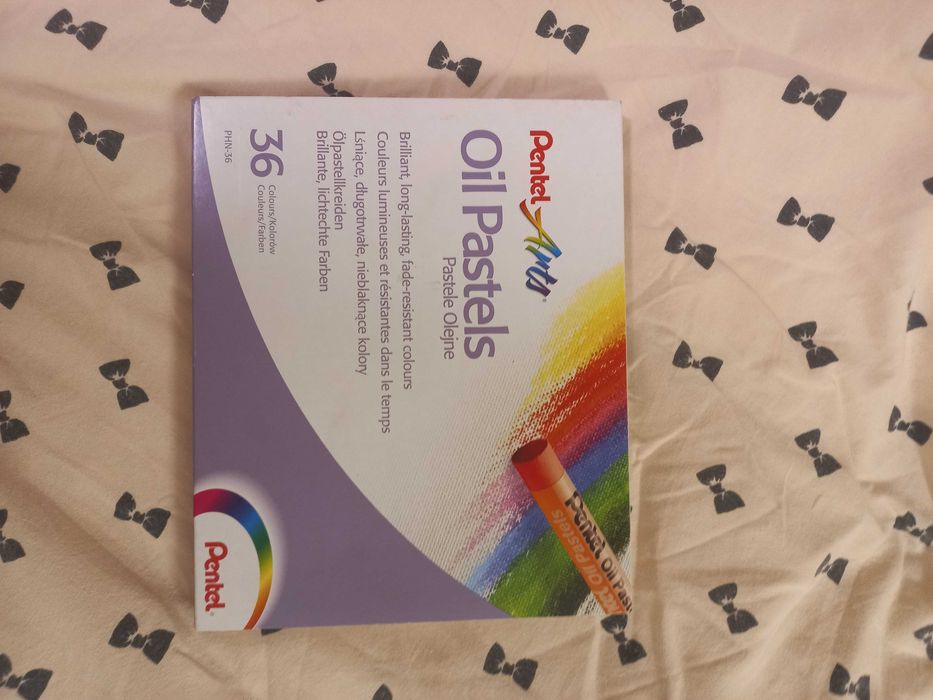 Pentel Arts®
Oil Pastels
Pastele Olejne
Brilliant, long-lasting, fade-resistant colours
Couleurs lumineuses et résistantes dans le temps
Lśniące, długotrwałe, nieblaknące kolory
Ölpastellkreiden
Brillante, lichtechte Farben
36
Colours/Kolorów
Couleurs/Farben
PHN-36
Pentel Oil Past
Oil Pastels
Pentel®